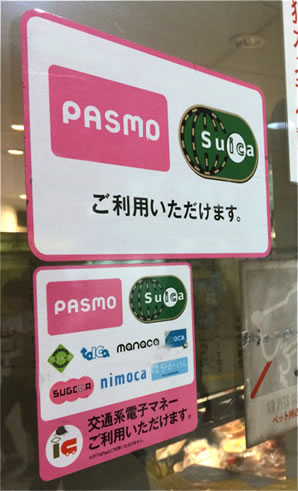 PASMO
Suica
ご利用いただけます。
PASMO
Suica
toica
manaca
SUGOCA
nimoca
交通系電子マネー
ご利用いただけます。